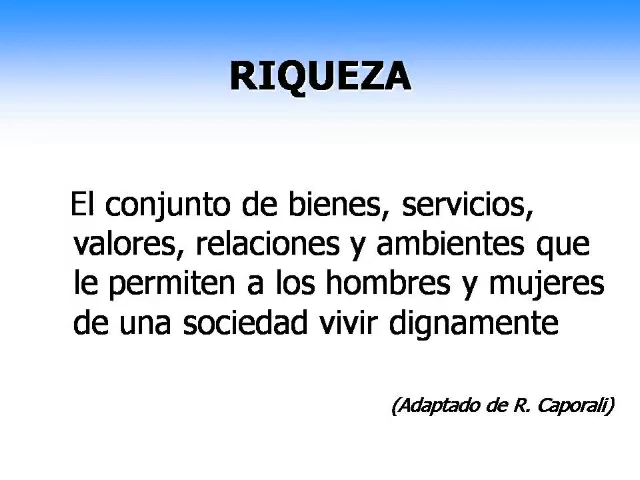 RIQUEZA
El conjunto de bienes, servicios,
valores, relaciones y ambientes que
le permiten a los hombres y mujeres
de una sociedad vivir dignamente
(Adaptado de R. Caporali)